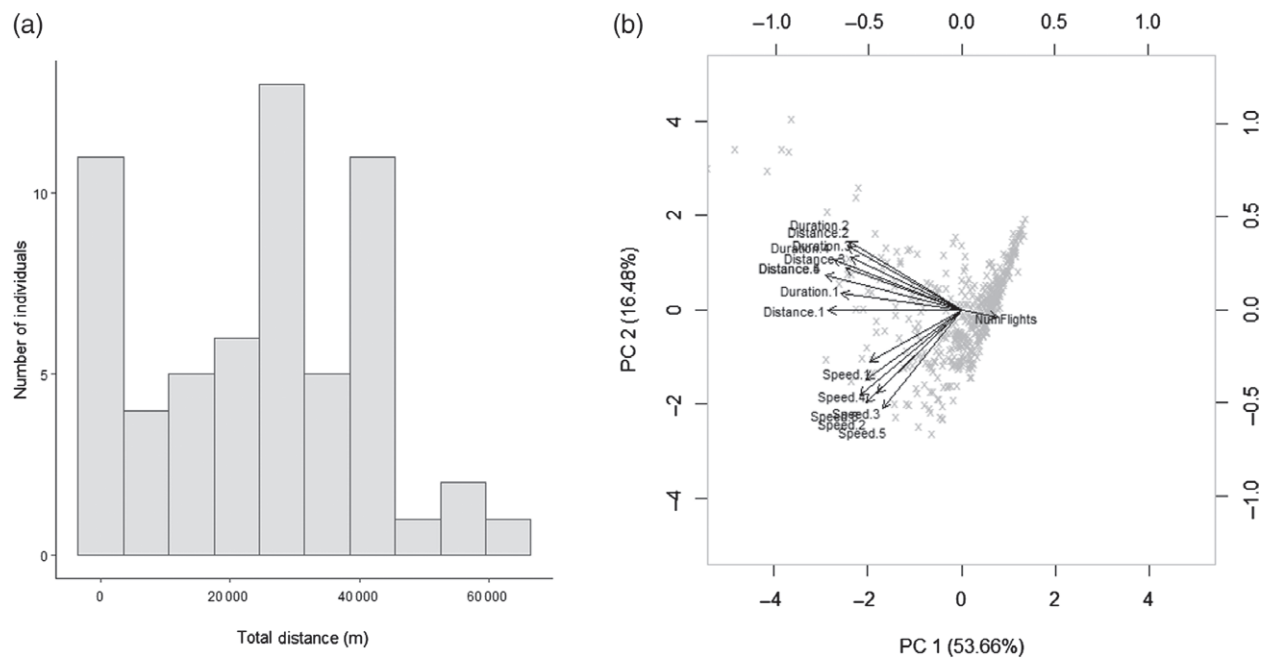 (a)
10
5
0
Number of individuals
0
20 000
40 000
60 000
Total distance (m)
(b)
−1.0
−0.5
0.0
0.5
1.0
4
2
0
−2
−4
PC 2 (16.48%)
1.0
0.5
0.0
−0.5
−1.0
Duration.2
Distance.2
Duration.3
Duration.4
Distance.3
Duration.1
Distance.1
NumFlights
Speed.1
Speed.4
Speed.3
Speed.2
Speed.5
−4
−2
0
2
4
PC 1 (53.66%)